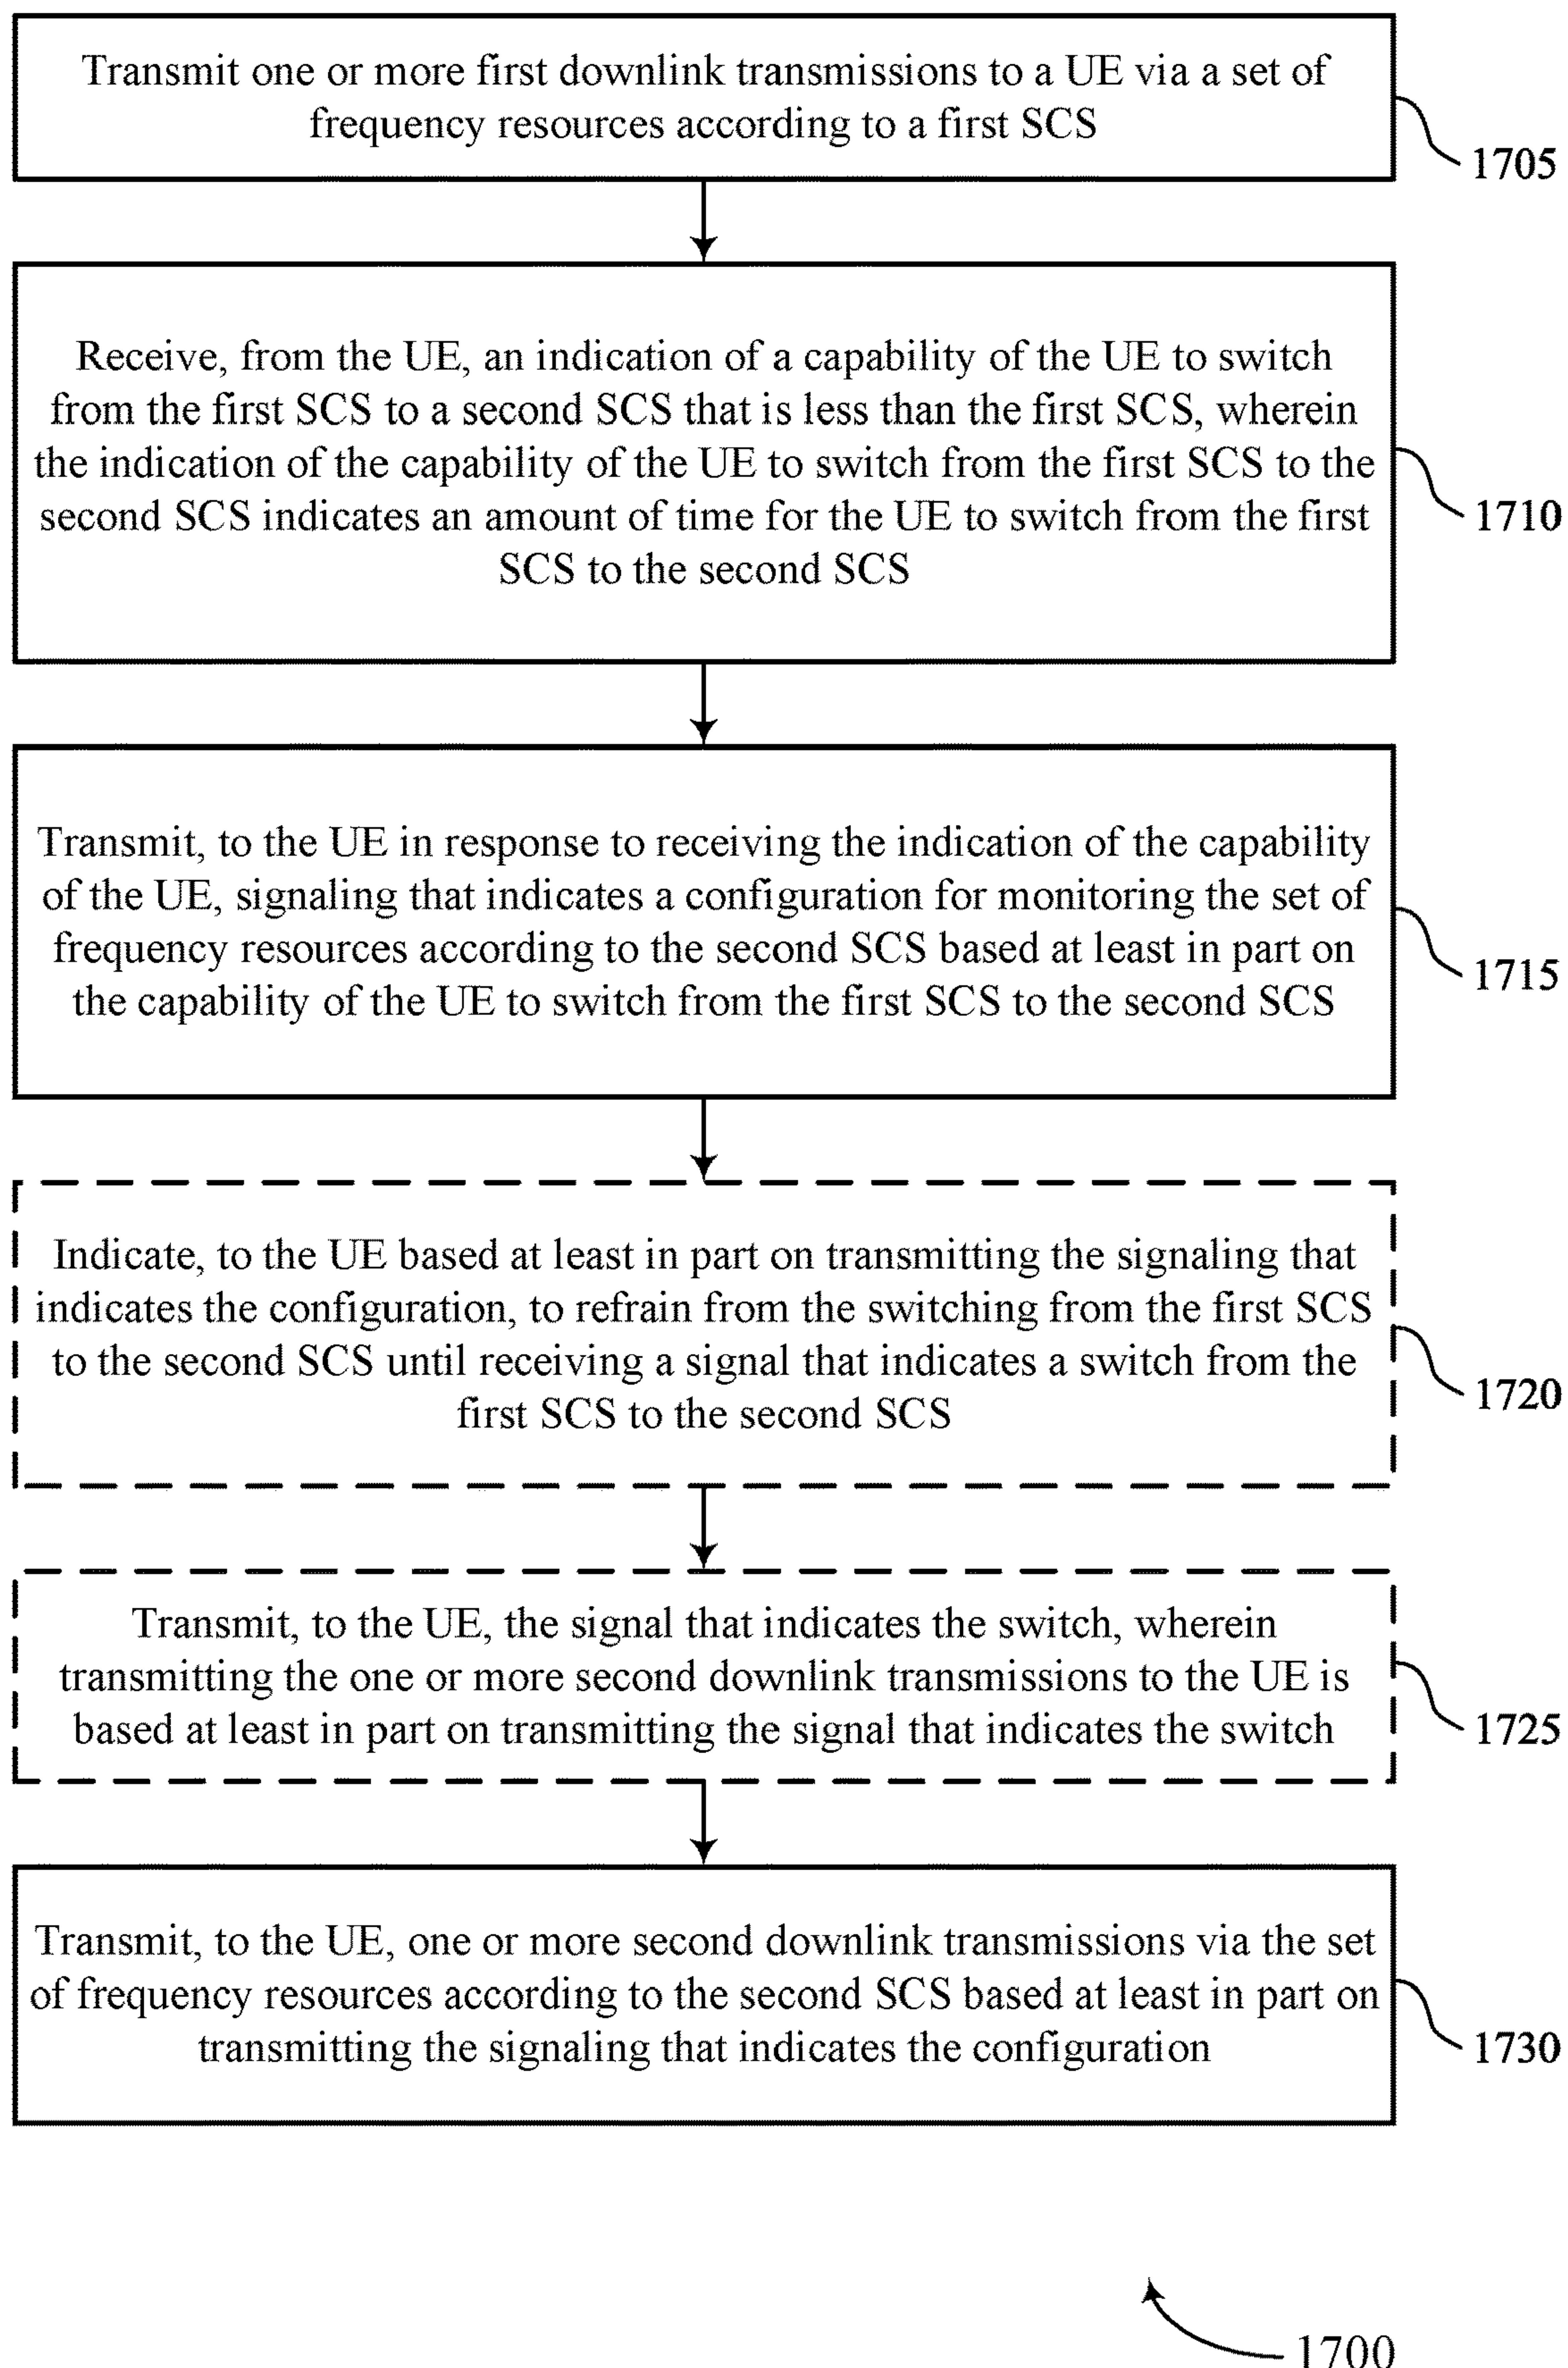 Transmit one or more first downlink transmissions to a UE via a set of
frequency resources according to a first SCS
1705
Receive, from the UE, an indication of a capability of the UE to switch
from the first SCS to a second SCS that is less than the first SCS, wherein
the indication of the capability of the UE to switch from the first SCS to the
second SCS indicates an amount of time for the UE to switch from the first
SCS to the second SCS
1710
Transmit, to the UE in response to receiving the indication of the capability
of the UE, signaling that indicates a configuration for monitoring the set of
frequency resources according to the second SCS based at least in part on
the capability of the UE to switch from the first SCS to the second SCS
1715
Indicate, to the UE based at least in part on transmitting the signaling that
indicates the configuration, to refrain from the switching from the first SCS
to the second SCS until receiving a signal that indicates a switch from the
first SCS to the second SCS
1720
Transmit, to the UE, the signal that indicates the switch, wherein
transmitting the one or more second downlink transmissions to the UE is
based at least in part on transmitting the signal that indicates the switch
1725
Transmit, to the UE, one or more second downlink transmissions via the set
of frequency resources according to the second SCS based at least in part on
transmitting the signaling that indicates the configuration
1730
1700